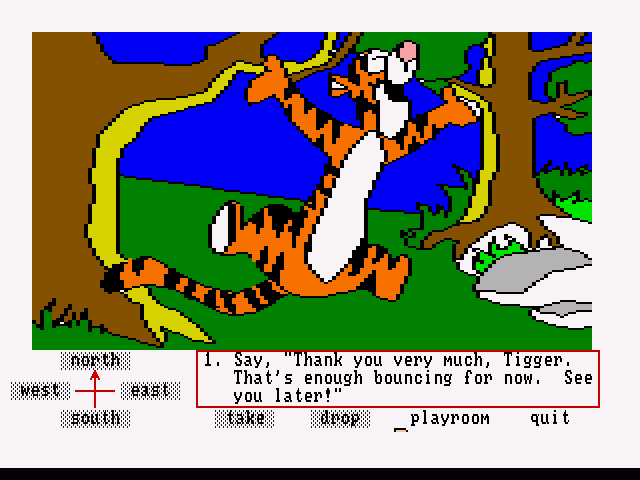 north
1. Say, "Thank you very much, Tigger.
west east That's enough bouncing for now.  See
you later!"
south take drop playroom quit